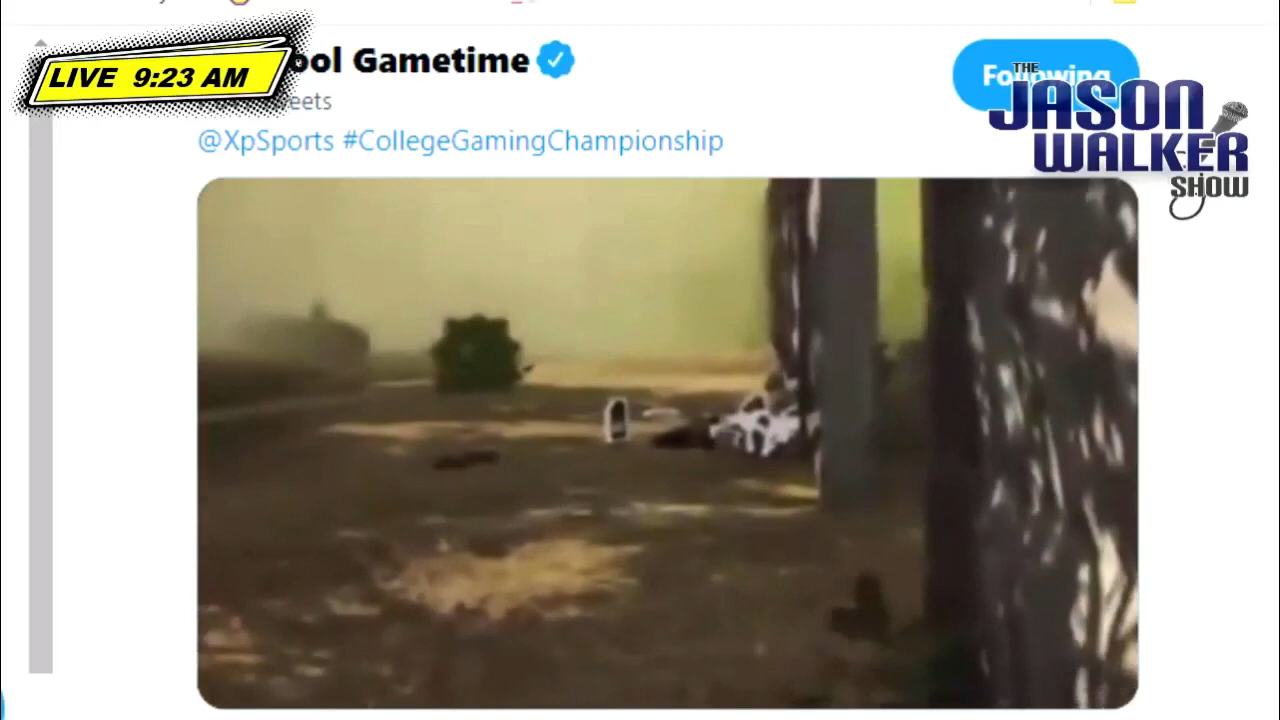 LIVE 9:23 AM
ool Gametime
Following
eets
@XpSports #CollegeGamingChampionship
THE
JASON
WALKER
SHOW